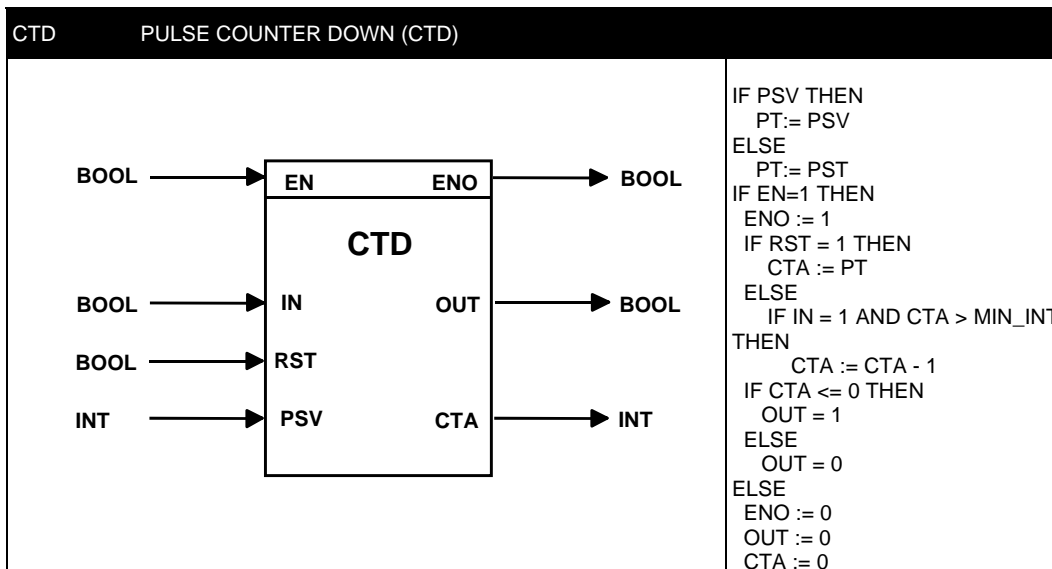 CTD PULSE COUNTER DOWN (CTD)
BOOL EN ENO BOOL
CTD
BOOL IN OUT BOOL
BOOL RST
INT PSV CTA INT
IF PSV THEN
PT:= PSV
ELSE
PT:= PST
IF EN=1 THEN
ENO := 1
IF RST = 1 THEN
CTA := PT
ELSE
IF IN = 1 AND CTA > MIN_INT
THEN
CTA := CTA - 1
IF CTA <= 0 THEN
OUT = 1
ELSE
OUT = 0
ELSE
ENO := 0
OUT := 0
CTA := 0